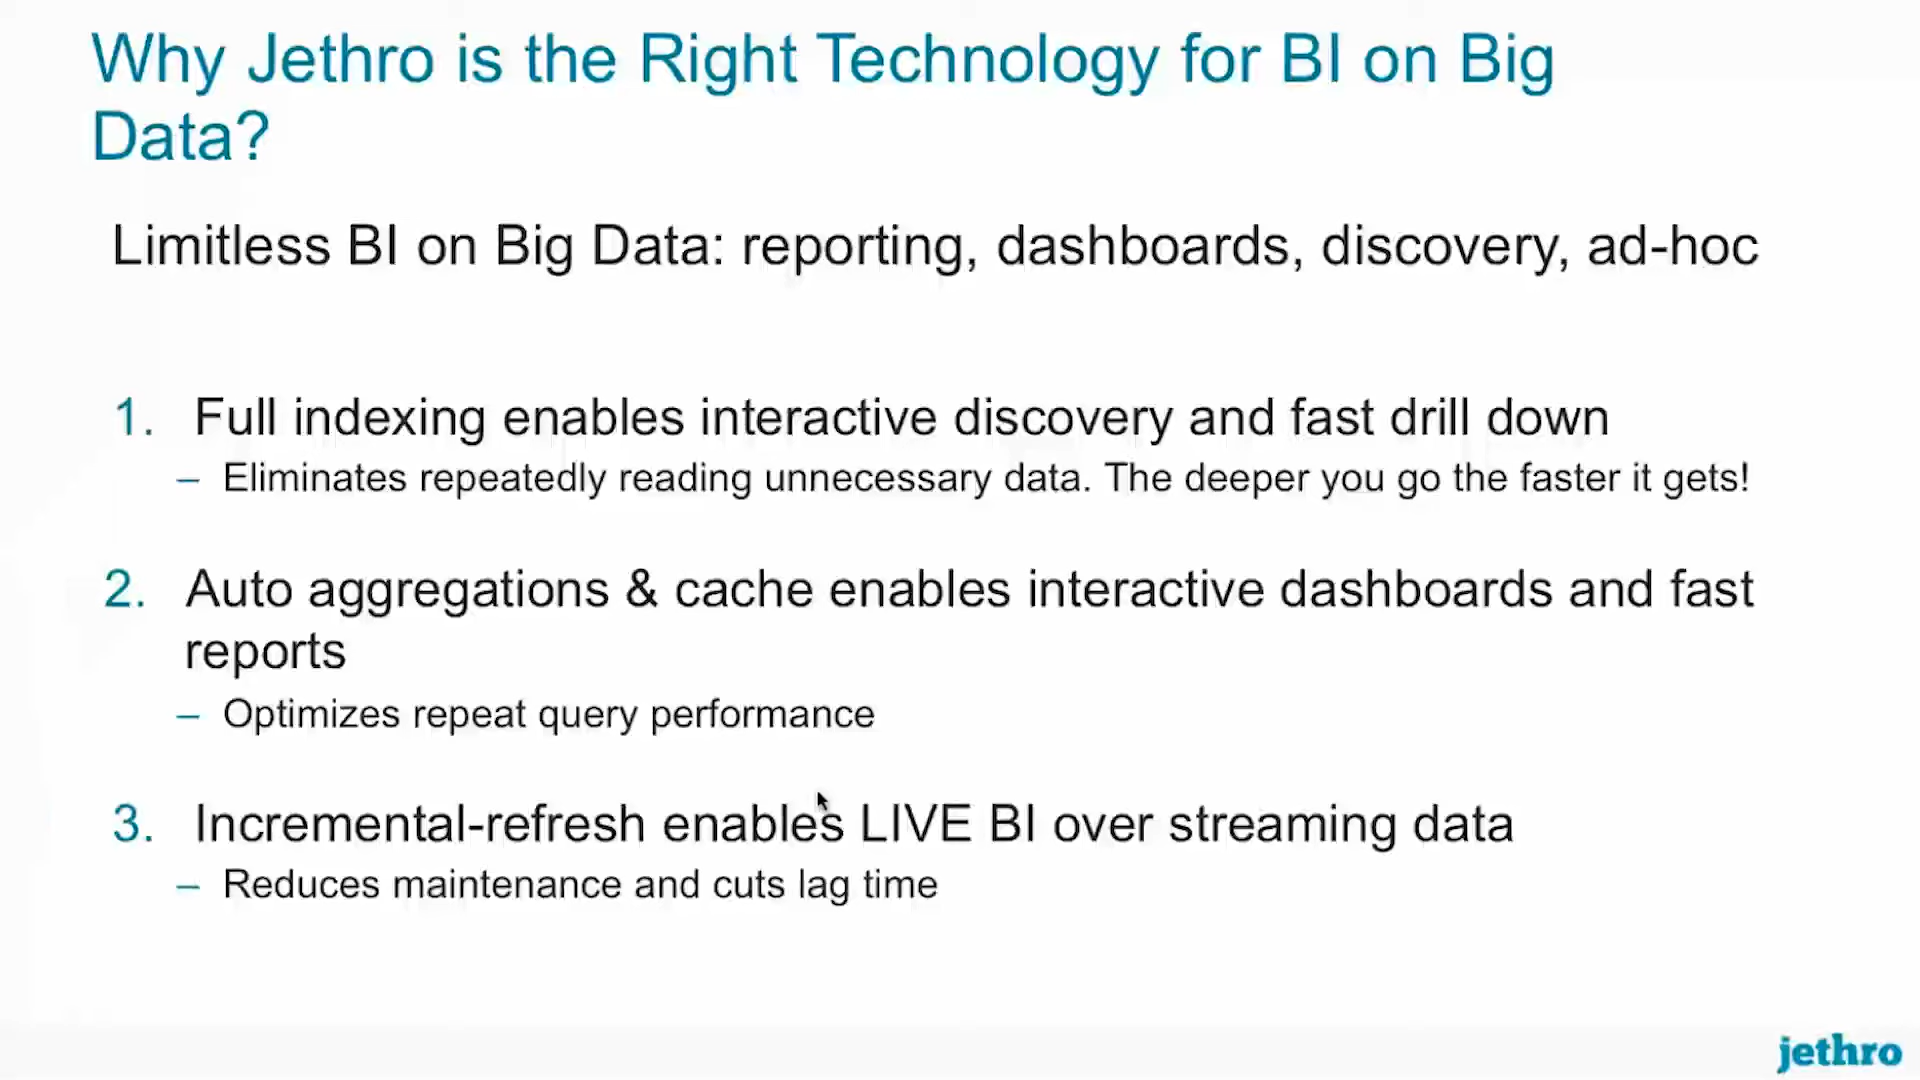 Why Jethro is the Right Technology for BI on Big
Data?
Limitless BI on Big Data: reporting, dashboards, discovery, ad-hoc
1. Full indexing enables interactive discovery and fast drill down
– Eliminates repeatedly reading unnecessary data. The deeper you go the faster it gets!
2. Auto aggregations & cache enables interactive dashboards and fast
reports
– Optimizes repeat query performance
3. Incremental-refresh enables LIVE BI over streaming data
– Reduces maintenance and cuts lag time
jethro